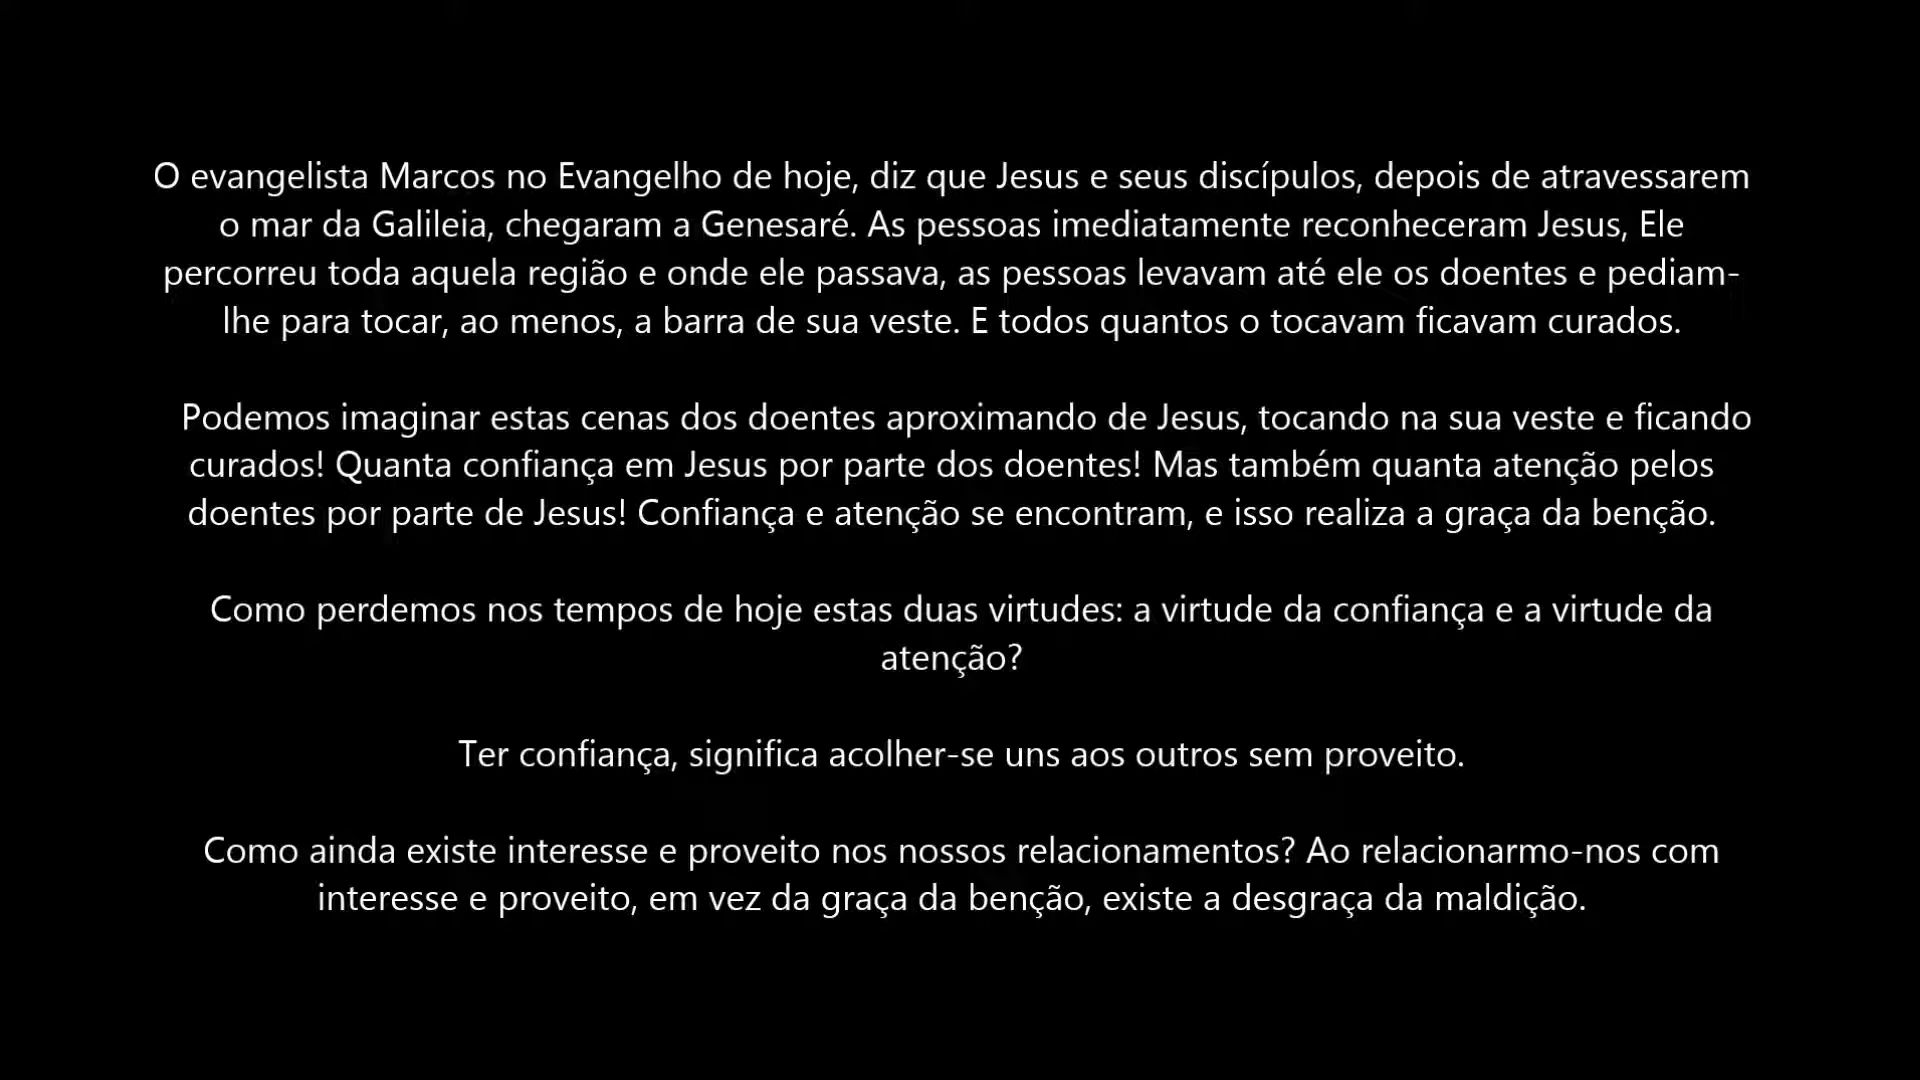 O evangelista Marcos no Evangelho de hoje, diz que Jesus e seus discípulos, depois de atravessarem
o mar da Galileia, chegaram a Genesaré. As pessoas imediatamente reconheceram Jesus, Ele
percorreu toda aquela região e onde ele passava, as pessoas levavam até ele os doentes e pediam-
lhe para tocar, ao menos, a barra de sua veste. E todos quantos o tocavam ficavam curados.
Podemos imaginar estas cenas dos doentes aproximando de Jesus, tocando na sua veste e ficando
curados! Quanta confiança em Jesus por parte dos doentes! Mas também quanta atenção pelos
doentes por parte de Jesus! Confiança e atenção se encontram, e isso realiza a graça da benção.
Como perdemos nos tempos de hoje estas duas virtudes: a virtude da confiança e a virtude da
atenção?
Ter confiança, significa acolher-se uns aos outros sem proveito.
Como ainda existe interesse e proveito nos nossos relacionamentos? Ao relacionarmo-nos com
interesse e proveito, em vez da graça da benção, existe a desgraça da maldição.